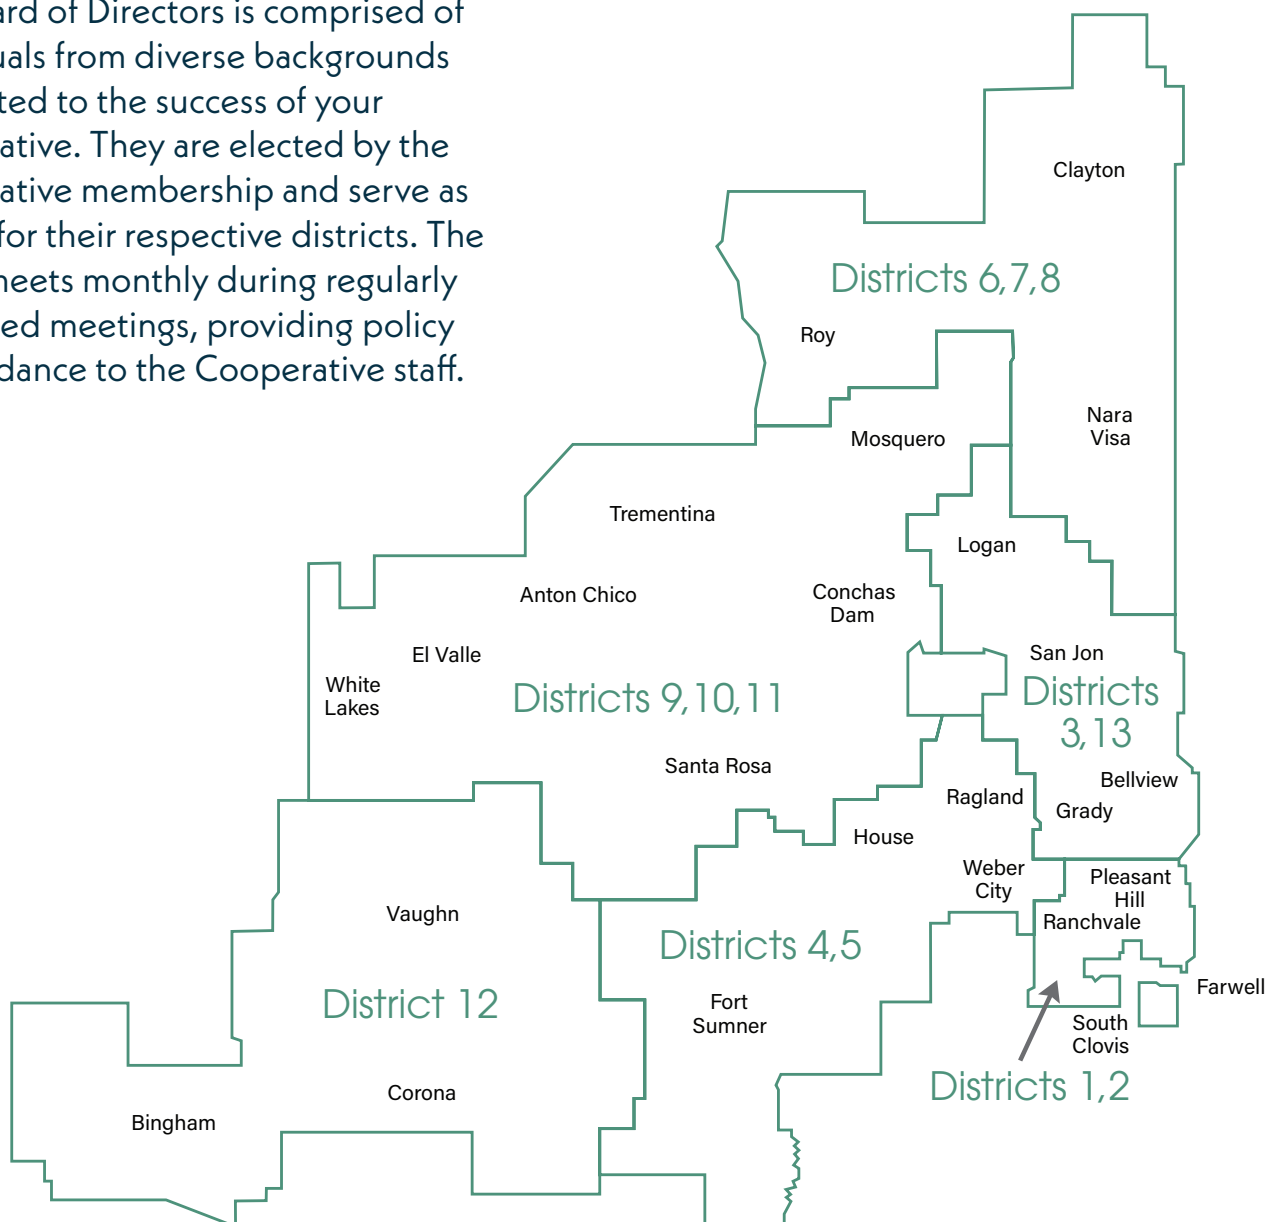 ard of Directors is comprised of
uals from diverse backgrounds
ted to the success of your
ative. They are elected by the
ative membership and serve as
for their respective districts. The
neets monthly during regularly
ed meetings, providing policy
dance to the Cooperative staff.
Clayton
Districts 6,7,8
Roy
Nara
Visa
Mosquero
Trementina
Logan
Anton Chico
Conchas
Dam
El Valle
San Jon
White
Lakes
Districts 9,10,11
Districts
3,13
Santa Rosa
Bellview
Ragland
Grady
House
Weber
City
Pleasant
Hill
Vaughn
Ranchvale
Districts 4,5
District 12
Fort
Sumner
Farwell
South
Clovis
Corona
Districts 1,2
Bingham